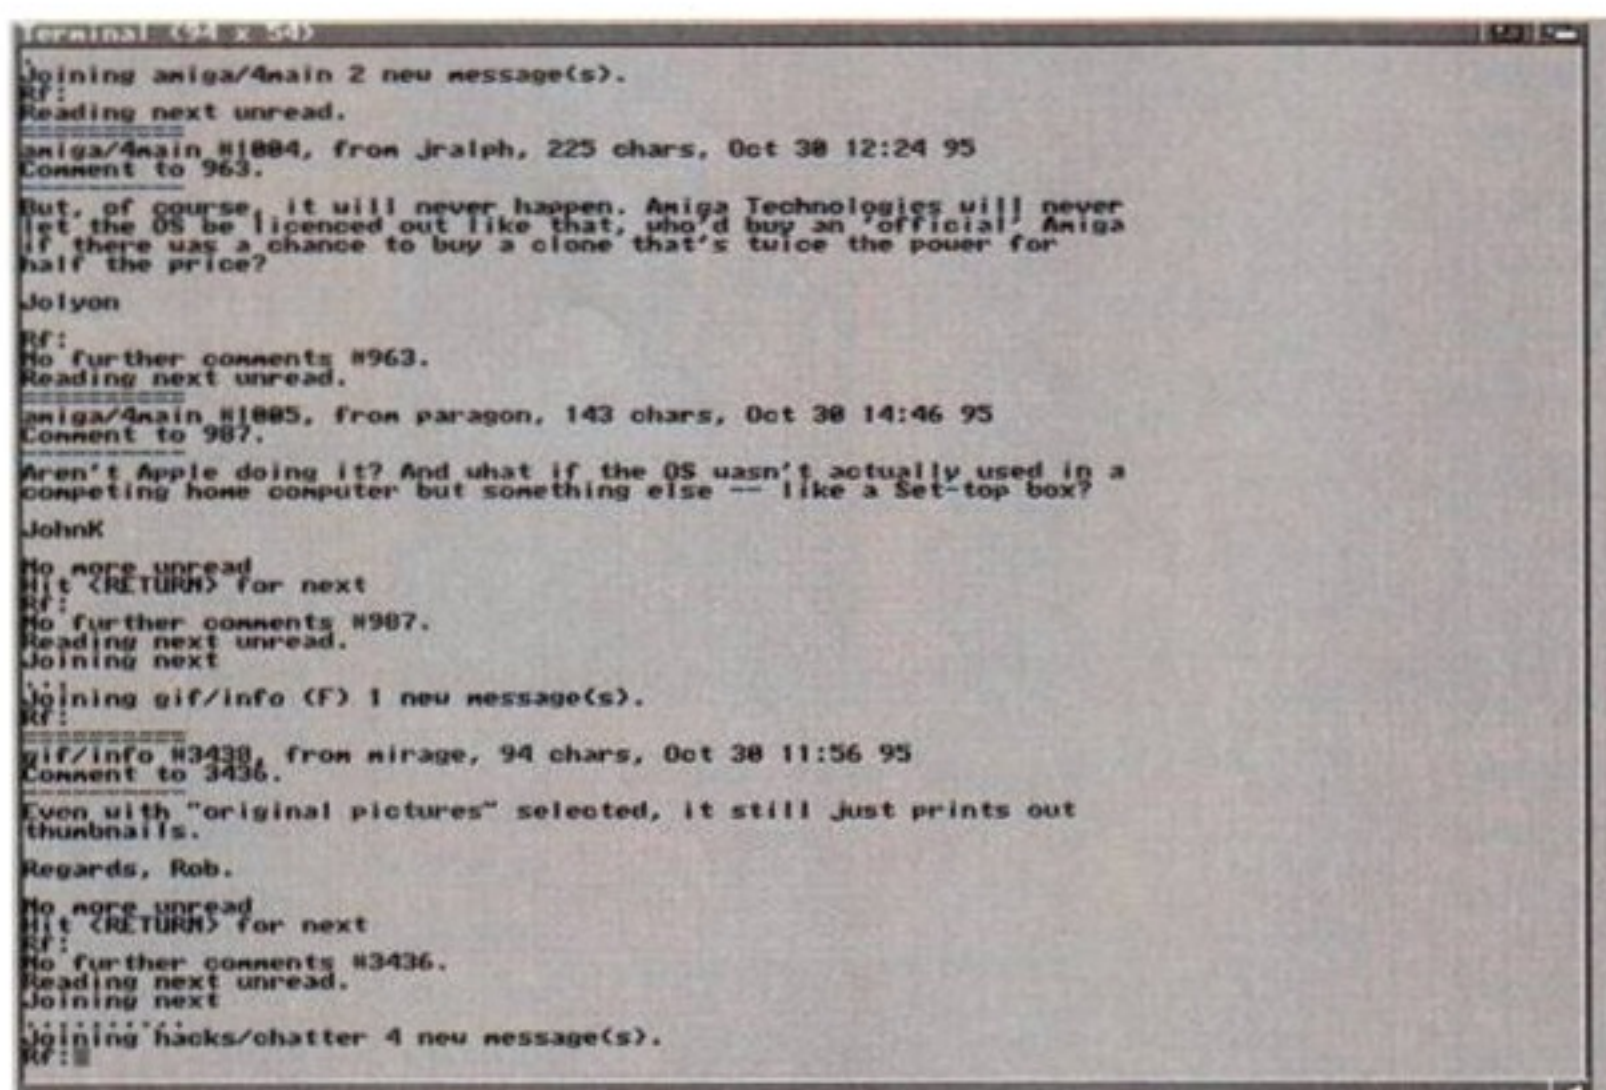 Terminal (94 x 54)
Joining amiga/4main 2 new message(s).
Rf:
Reading next unread.
==========
amiga/4main #1004, from jralph, 225 chars, Oct 30 12:24 95
Comment to 963.
----------
But, of course, it will never happen. Amiga Technologies will never
let the OS be licenced out like that, who'd buy an 'official' Amiga
if there was a chance to buy a clone that's twice the power for
half the price?
Jolyon
Rf:
No further comments #963.
Reading next unread.
==========
amiga/4main #1005, from paragon, 143 chars, Oct 30 14:46 95
Comment to 987.
----------
Aren't Apple doing it? And what if the OS wasn't actually used in a
competing home computer but something else -- like a Set-top box?
JohnK
No more unread
Hit <RETURN> for next
Rf:
No further comments #987.
Reading next unread.
Joining next
...
Joining gif/info (F) 1 new message(s).
Rf:
==========
gif/info #3438, from mirage, 94 chars, Oct 30 11:56 95
Comment to 3436.
----------
Even with "original pictures" selected, it still just prints out
thumbnails.
Regards, Rob.
No more unread
Hit <RETURN> for next
Rf:
No further comments #3436.
Reading next unread.
Joining next
..........
Joining hacks/chatter 4 new message(s).
Rf: